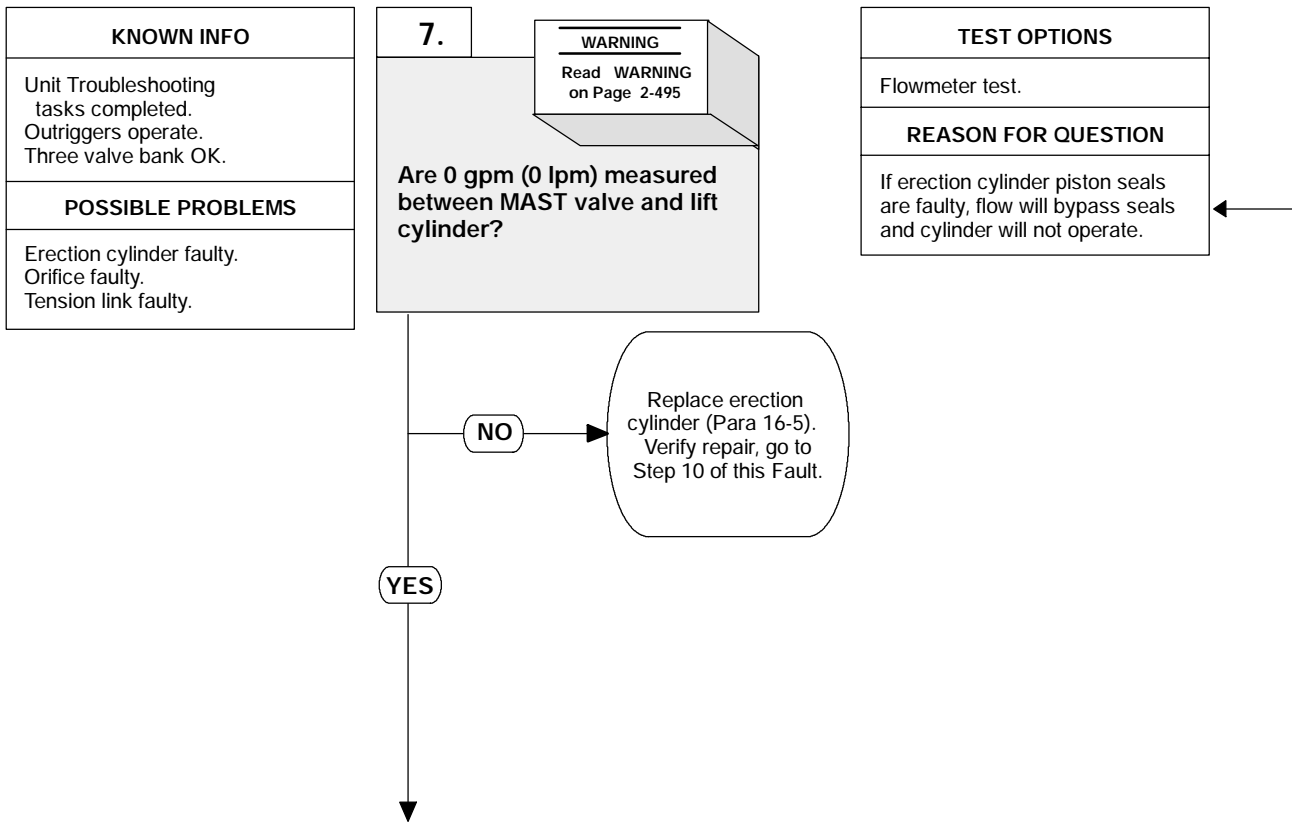 KNOWN INFO
Unit Troubleshooting
tasks completed.
Outriggers operate.
Three valve bank OK.
POSSIBLE PROBLEMS
Erection cylinder faulty.
Orifice faulty.
Tension link faulty.
7.
WARNING
Read WARNING
on Page 2-495
Are 0 gpm (0 lpm) measured
between MAST valve and lift
cylinder?
TEST OPTIONS
Flowmeter test.
REASON FOR QUESTION
If erection cylinder piston seals
are faulty, flow will bypass seals
and cylinder will not operate.
NO
Replace erection
cylinder (Para 16-5).
Verify repair, go to
Step 10 of this Fault.
YES